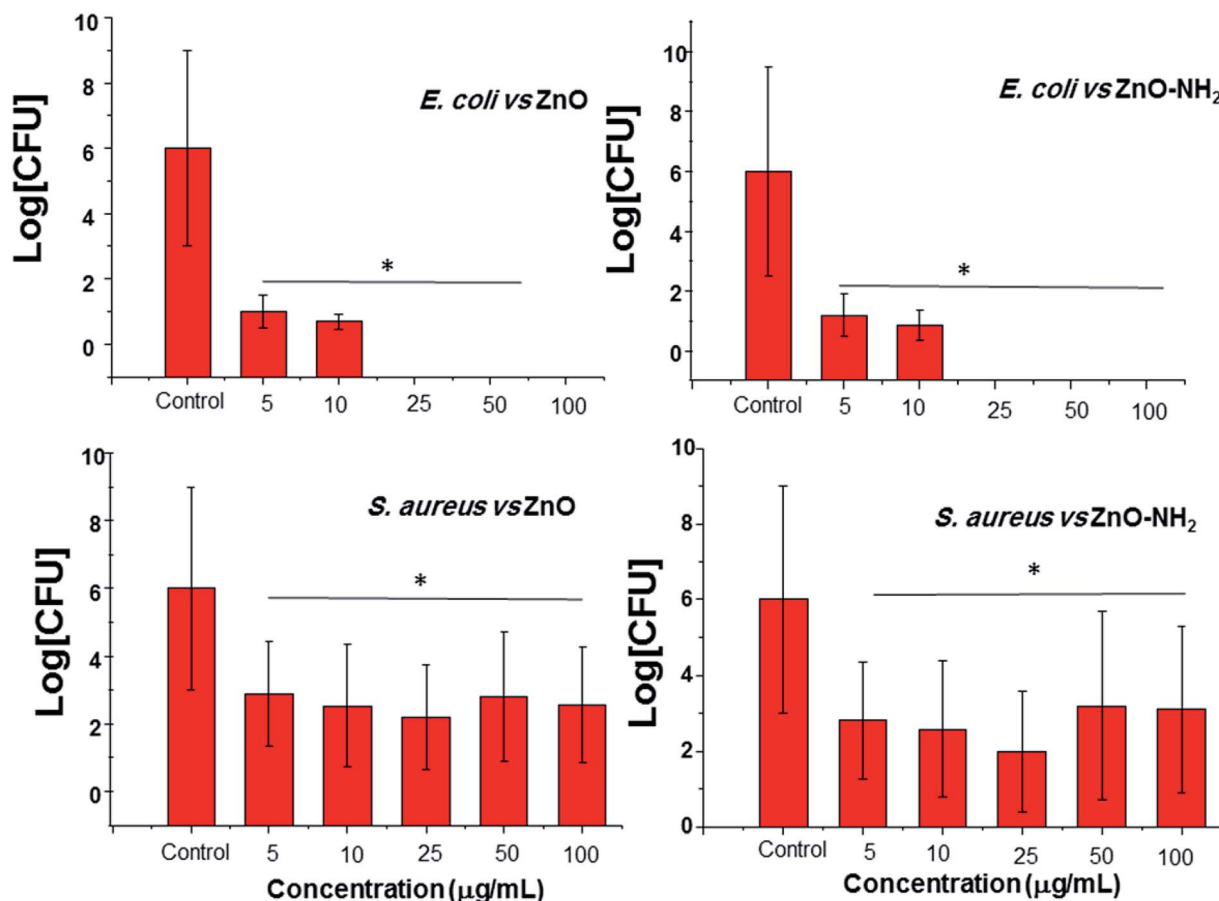 E. coli vs ZnO
Log[CFU]
10
8
6
4
2
0
*
Control 5 10 25 50 100
E. coli vs ZnO-NH₂
Log[CFU]
10
8
6
4
2
0
*
Control 5 10 25 50 100
S. aureus vs ZnO
Log[CFU]
10
8
6
4
2
0
*
Control 5 10 25 50 100
Concentration (μg/mL)
S. aureus vs ZnO-NH₂
Log[CFU]
10
8
6
4
2
0
*
Control 5 10 25 50 100
Concentration (μg/mL)